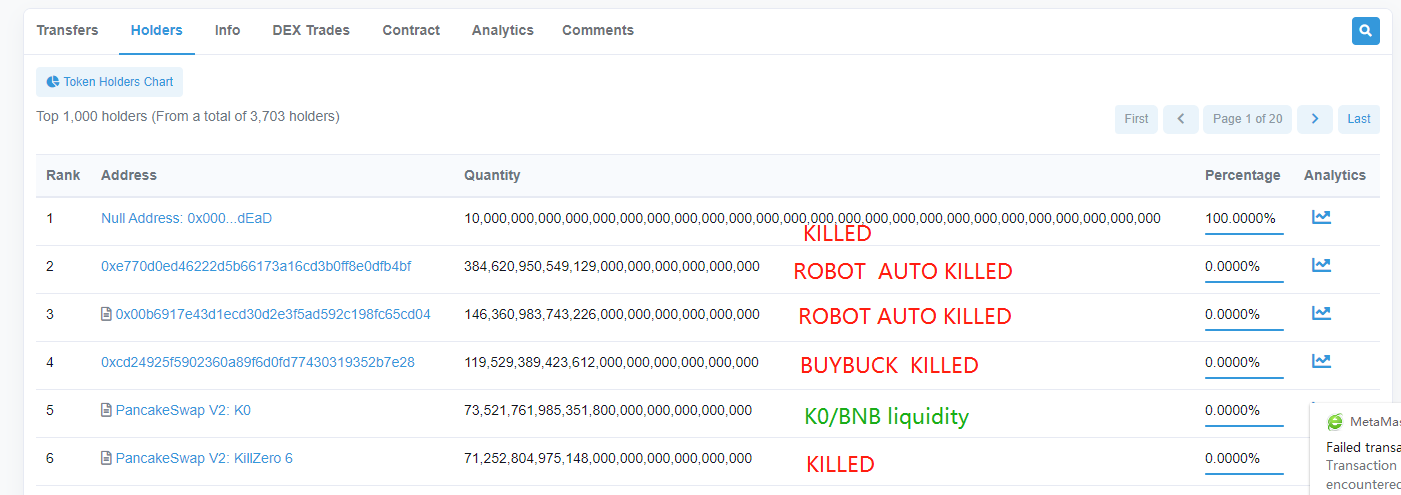 Transfers Holders Info DEX Trades Contract Analytics Comments
Token Holders Chart
Top 1,000 holders (From a total of 3,703 holders)
First Page 1 of 20 Last
Rank Address Quantity Percentage Analytics
1 Null Address: 0x000...dEaD 10,000,000,000,000,000,000,000,000,000,000,000,000,000,000,000,000,000,000,000,000,000,000,000,000,000 100.0000%
KILLED
2 0xe770d0ed46222d5b66173a16cd3b0ff8e0dfb4bf 384,620,950,549,129,000,000,000,000,000,000 ROBOT AUTO KILLED 0.0000%
3 0x00b6917e43d1ecd30d2e3f5ad592c198fc65cd04 146,360,983,743,226,000,000,000,000,000,000 ROBOT AUTO KILLED 0.0000%
4 0xcd24925f5902360a89f6d0fd77430319352b7e28 119,529,389,423,612,000,000,000,000,000,000 BUYBUCK KILLED 0.0000%
5 PancakeSwap V2: K0 73,521,761,985,351,800,000,000,000,000,000 K0/BNB liquidity 0.0000%
6 PancakeSwap V2: KillZero 6 71,252,804,975,148,000,000,000,000,000,000 KILLED 0.0000%
MetaMas
Failed transa
Transaction
encountered